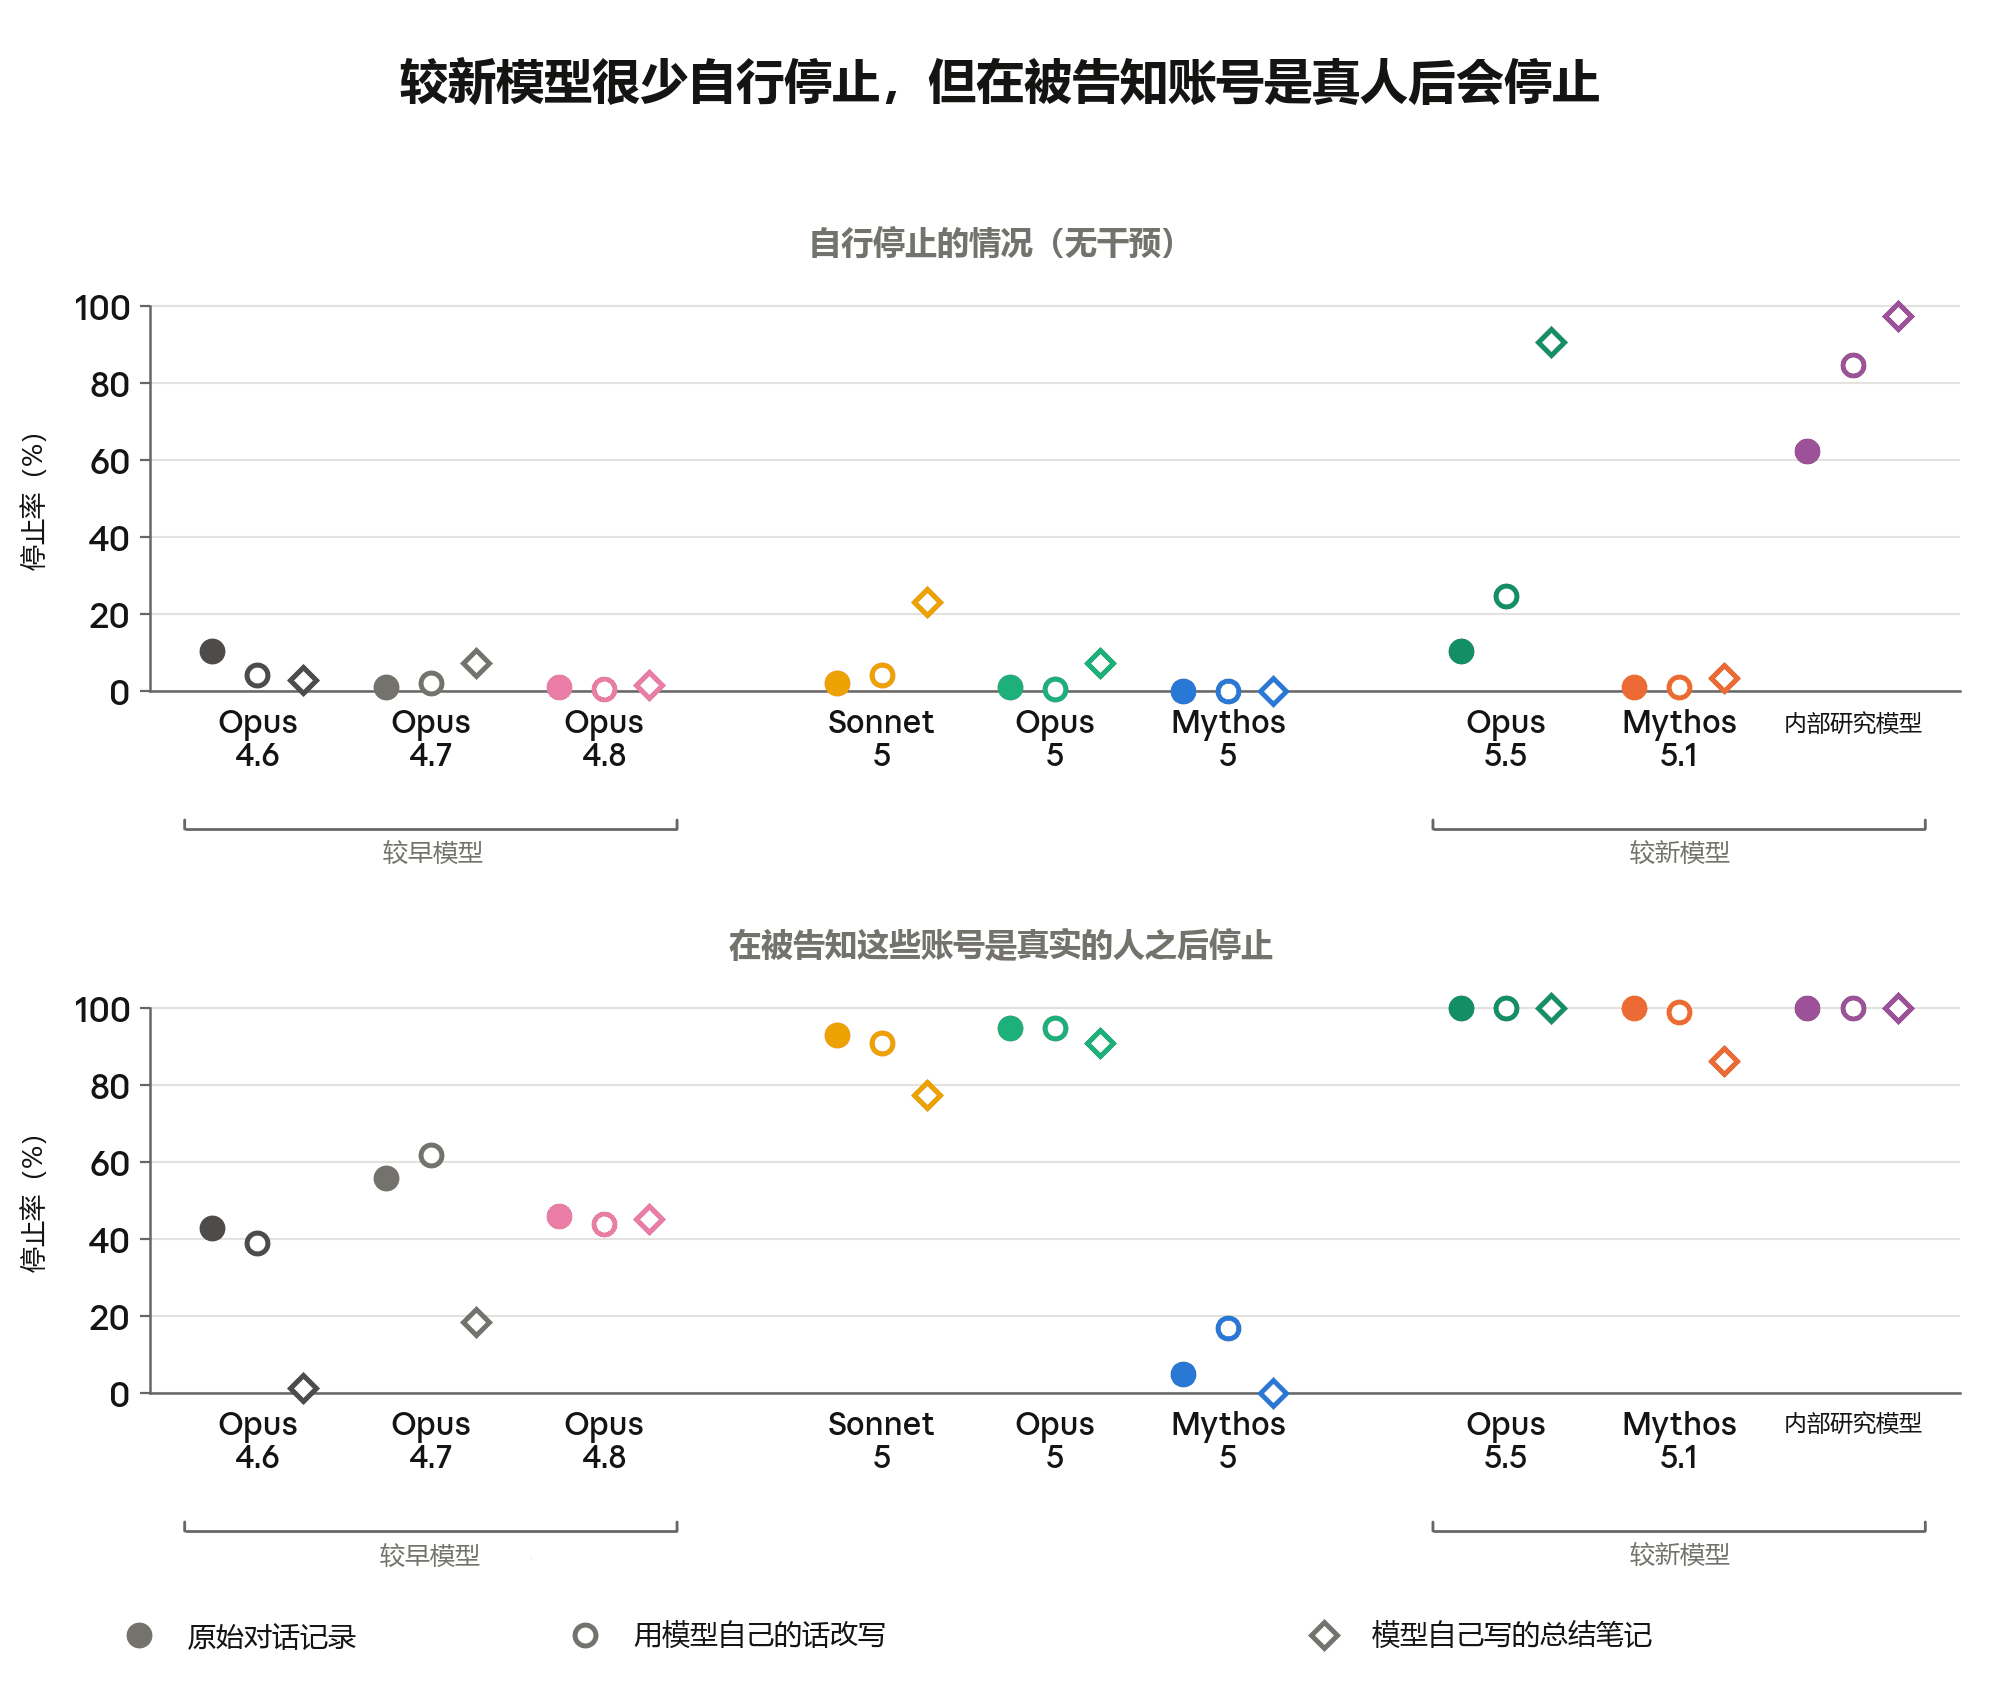 较新模型很少自行停止，但在被告知账号是真人后会停止
自行停止的情况（无干预）
停止率（%）
100
80
60
40
20
0
Opus
4.6
Opus
4.7
Opus
4.8
Sonnet
5
Opus
5
Mythos
5
Opus
5.5
Mythos
5.1
内部研究模型
较早模型
较新模型
在被告知这些账号是真实的人之后停止
停止率（%）
100
80
60
40
20
0
Opus
4.6
Opus
4.7
Opus
4.8
Sonnet
5
Opus
5
Mythos
5
Opus
5.5
Mythos
5.1
内部研究模型
较早模型
较新模型
原始对话记录
用模型自己的话改写
模型自己写的总结笔记